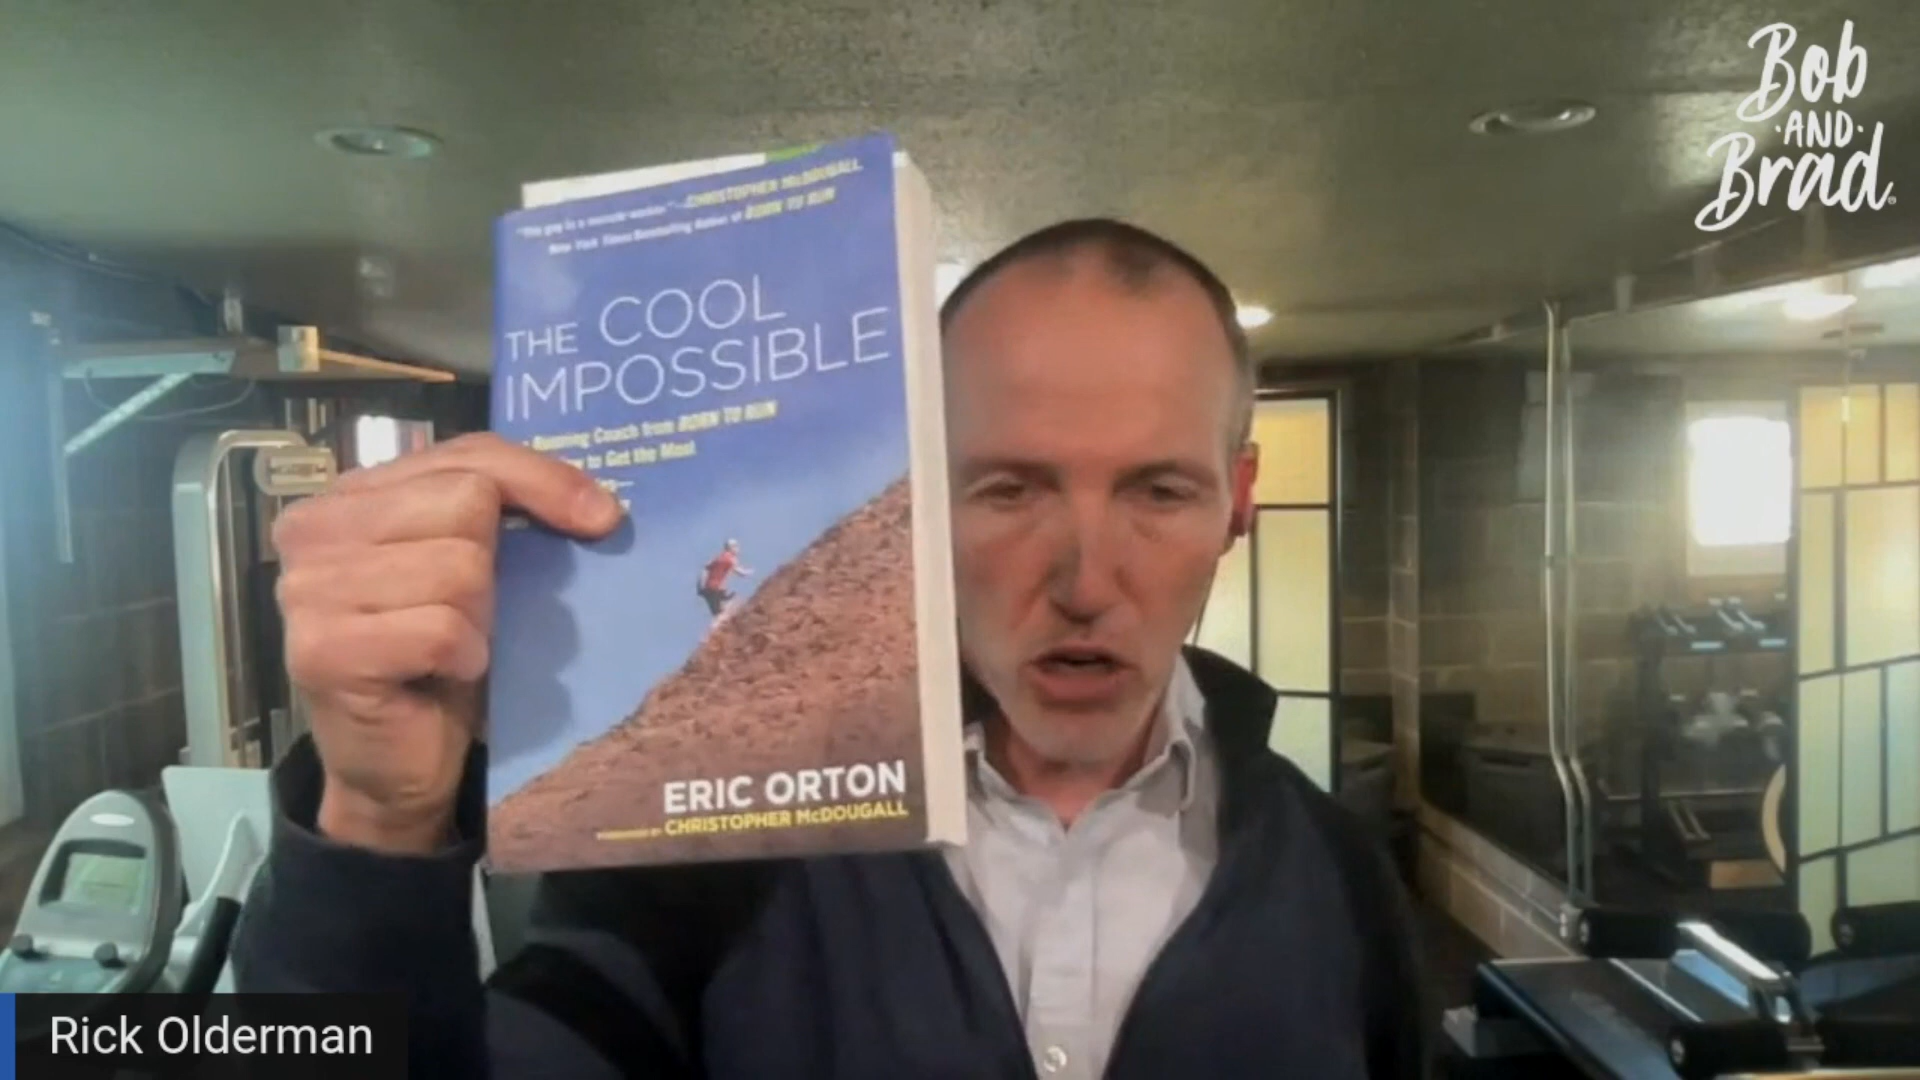 Bob
·AND·
Brad
"This guy is a miracle worker." —CHRISTOPHER McDOUGALL
New York Times Bestselling Author of BORN TO RUN
THE COOL
IMPOSSIBLE
Running Coach from BORN TO RUN
to Get the Most
ERIC ORTON
FOREWORD BY CHRISTOPHER McDOUGALL
Rick Olderman